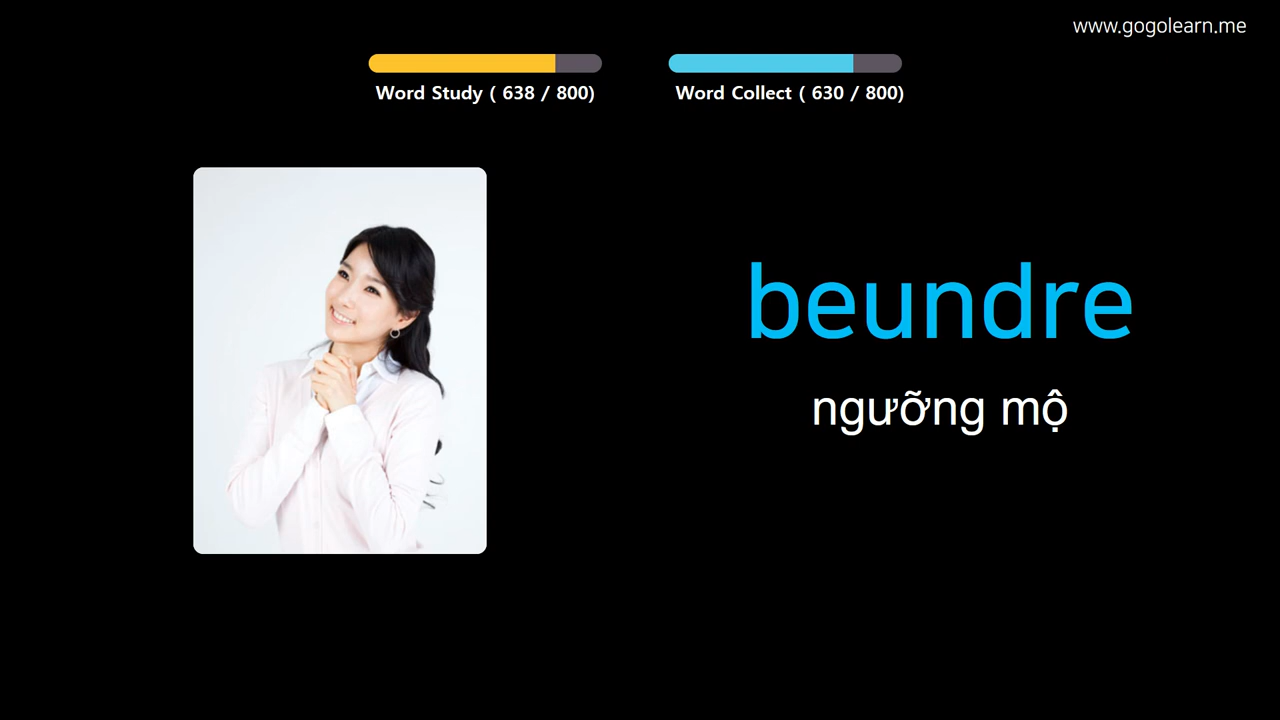 www.gogolearn.me
Word Study ( 638 / 800)
Word Collect ( 630 / 800)
beundre
ngưỡng mộ